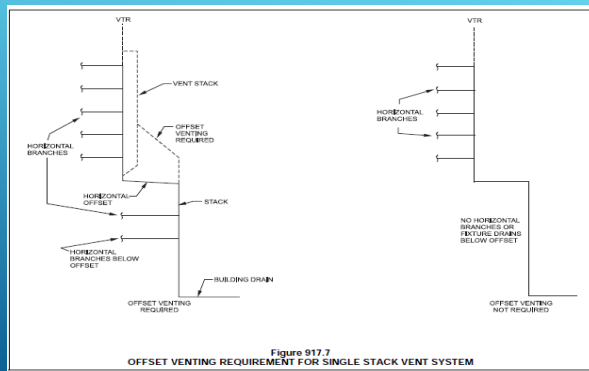 VTR
VENT STACK
OFFSET
VENTING
REQUIRED
HORIZONTAL
BRANCHES
HORIZONTAL
OFFSET
STACK
HORIZONTAL
BRANCHES BELOW
OFFSET
BUILDING DRAIN
OFFSET VENTING
REQUIRED
VTR
HORIZONTAL
BRANCHES
NO HORIZONTAL
BRANCHES OR
FIXTURE DRAINS
BELOW OFFSET
OFFSET VENTING
NOT REQUIRED
Figure 917.7
OFFSET VENTING REQUIREMENT FOR SINGLE STACK VENT SYSTEM